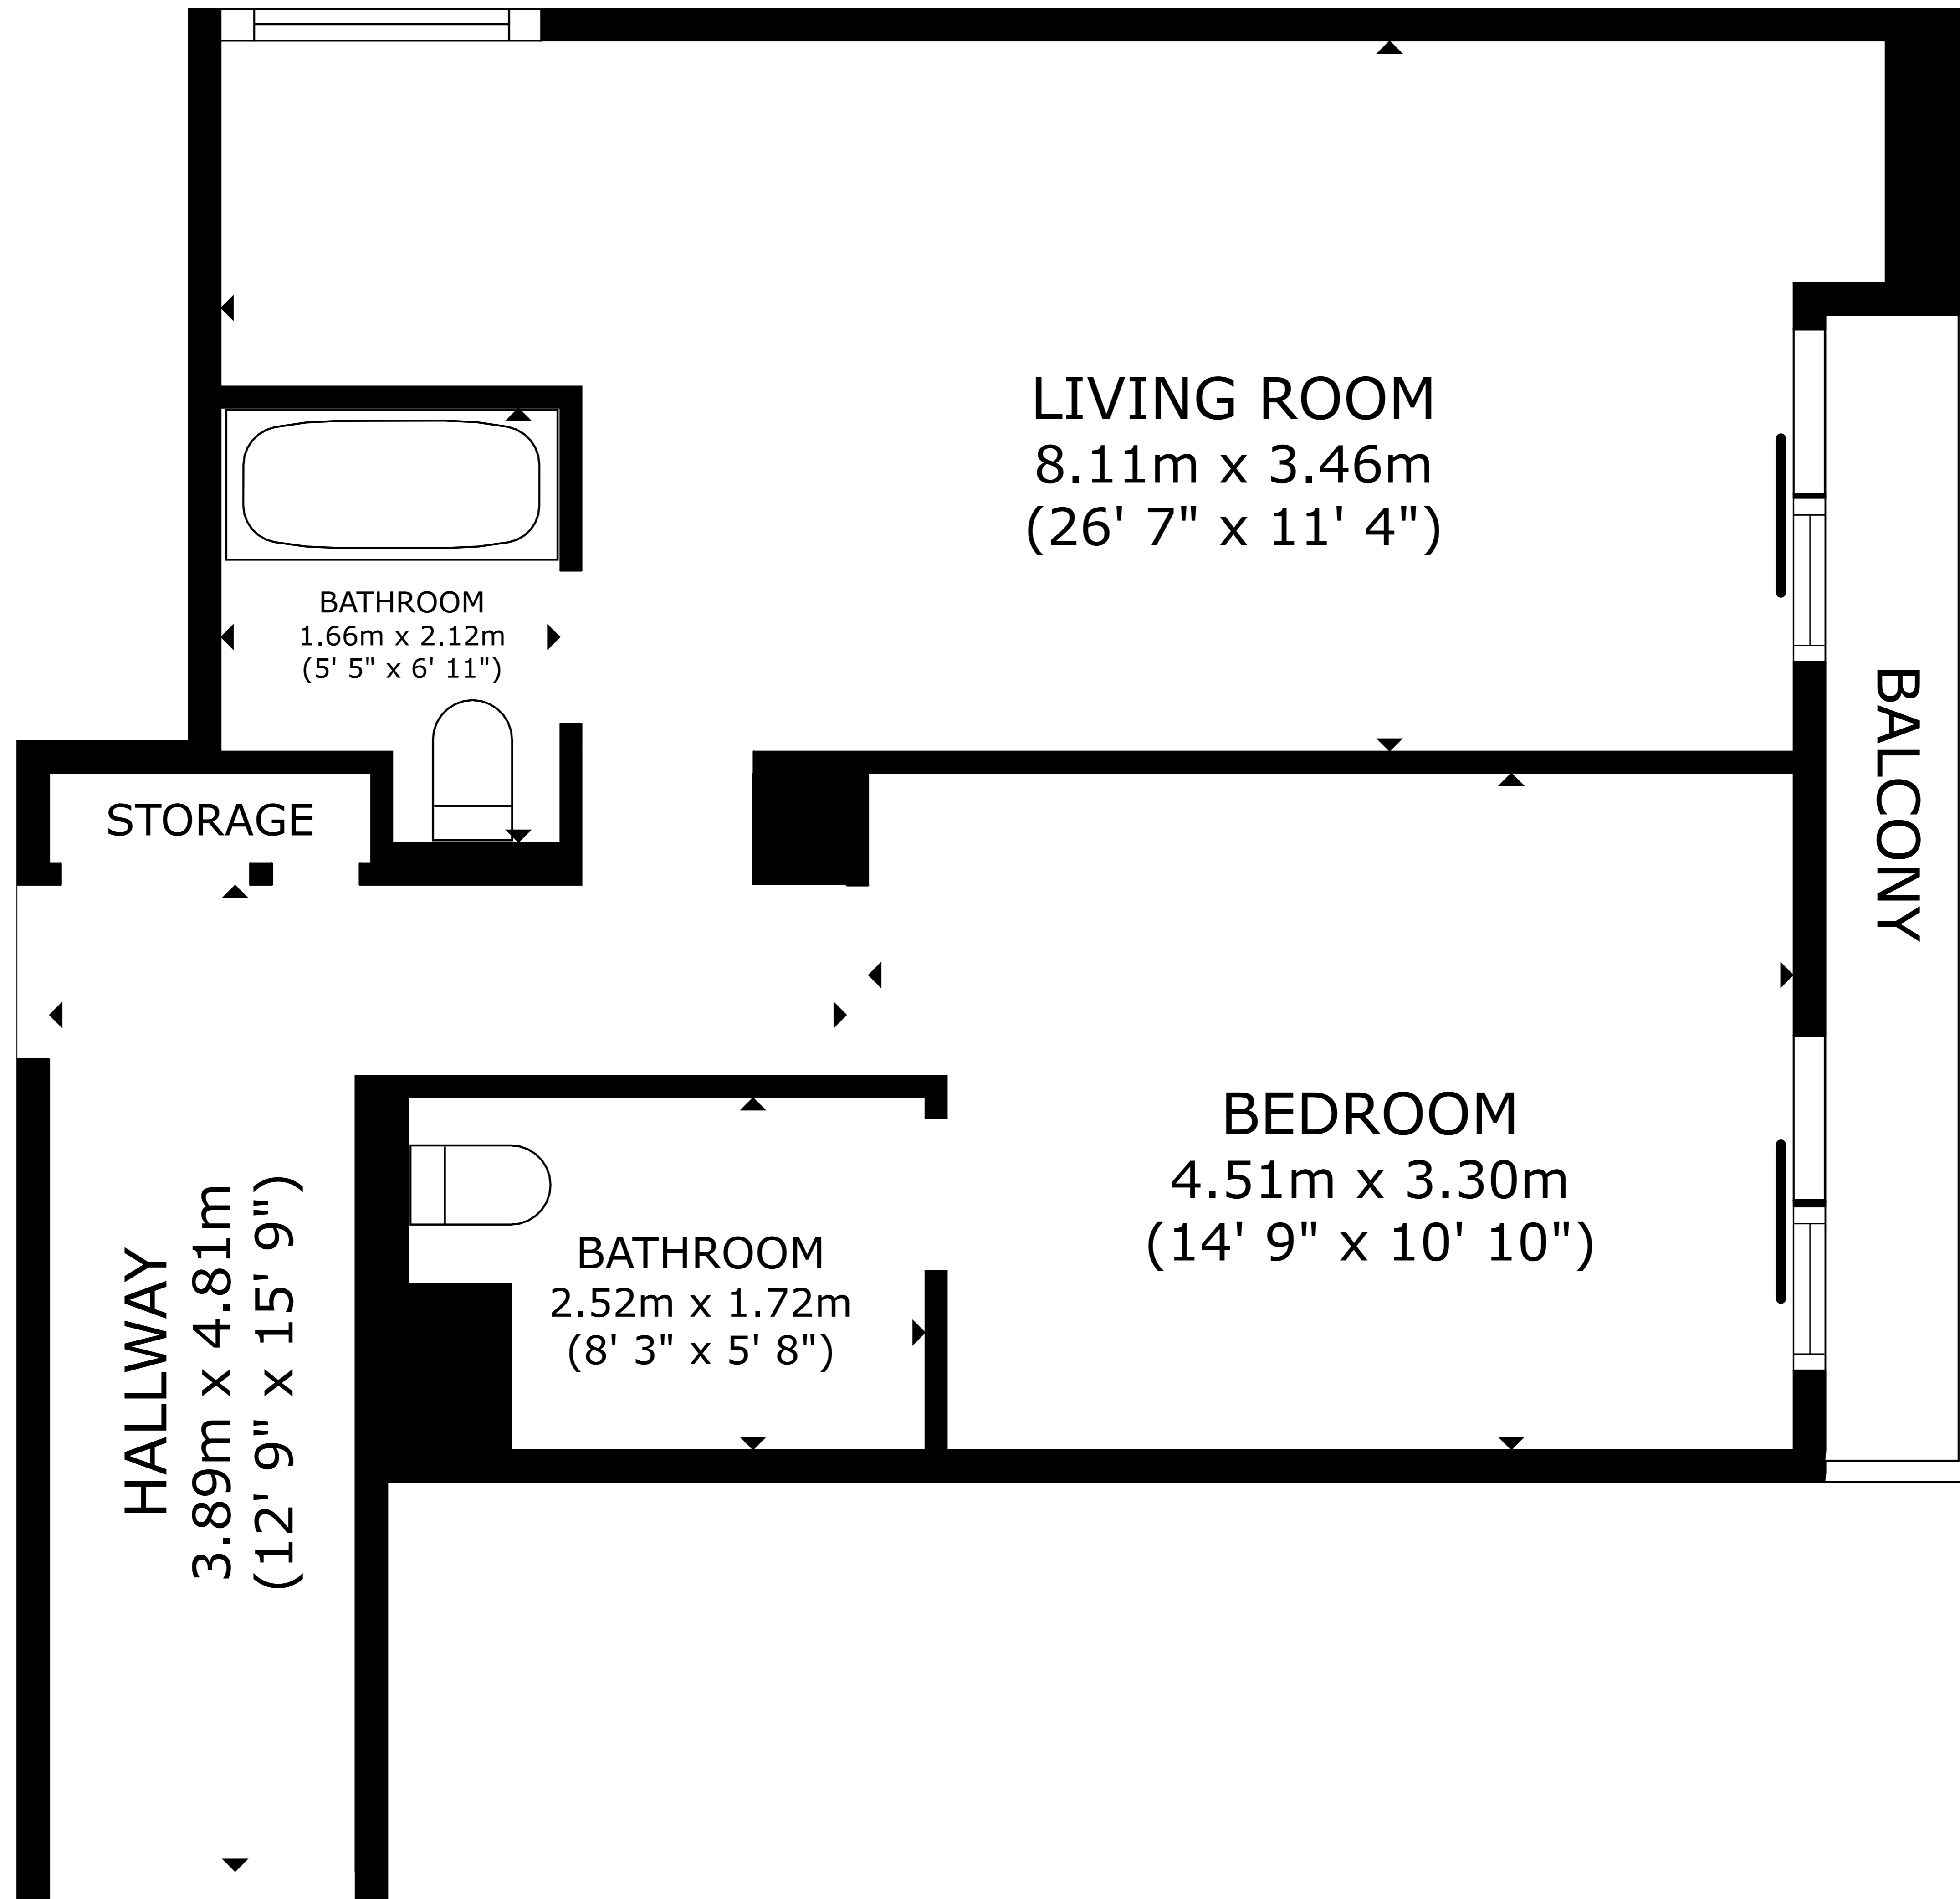 LIVING ROOM
8.11m x 3.46m
(26' 7" x 11' 4")
BATHROOM
1.66m x 2.12m
(5' 5" x 6' 11")
BALCONY
STORAGE
BEDROOM
4.51m x 3.30m
(14' 9" x 10' 10")
BATHROOM
2.52m x 1.72m
(8' 3" x 5' 8")
HALLWAY
3.89m x 4.81m
(12' 9" x 15' 9")